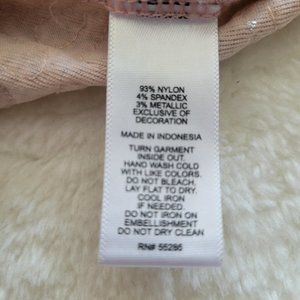 93% NYLON
4% SPANDEX
3% METALLIC
EXCLUSIVE OF
DECORATION
MADE IN INDONESIA
TURN GARMENT
INSIDE OUT.
HAND WASH COLD
WITH LIKE COLORS.
DO NOT BLEACH.
LAY FLAT TO DRY.
COOL IRON
IF NEEDED.
DO NOT IRON ON
EMBELLISHMENT
DO NOT DRY CLEAN
RN# 55285